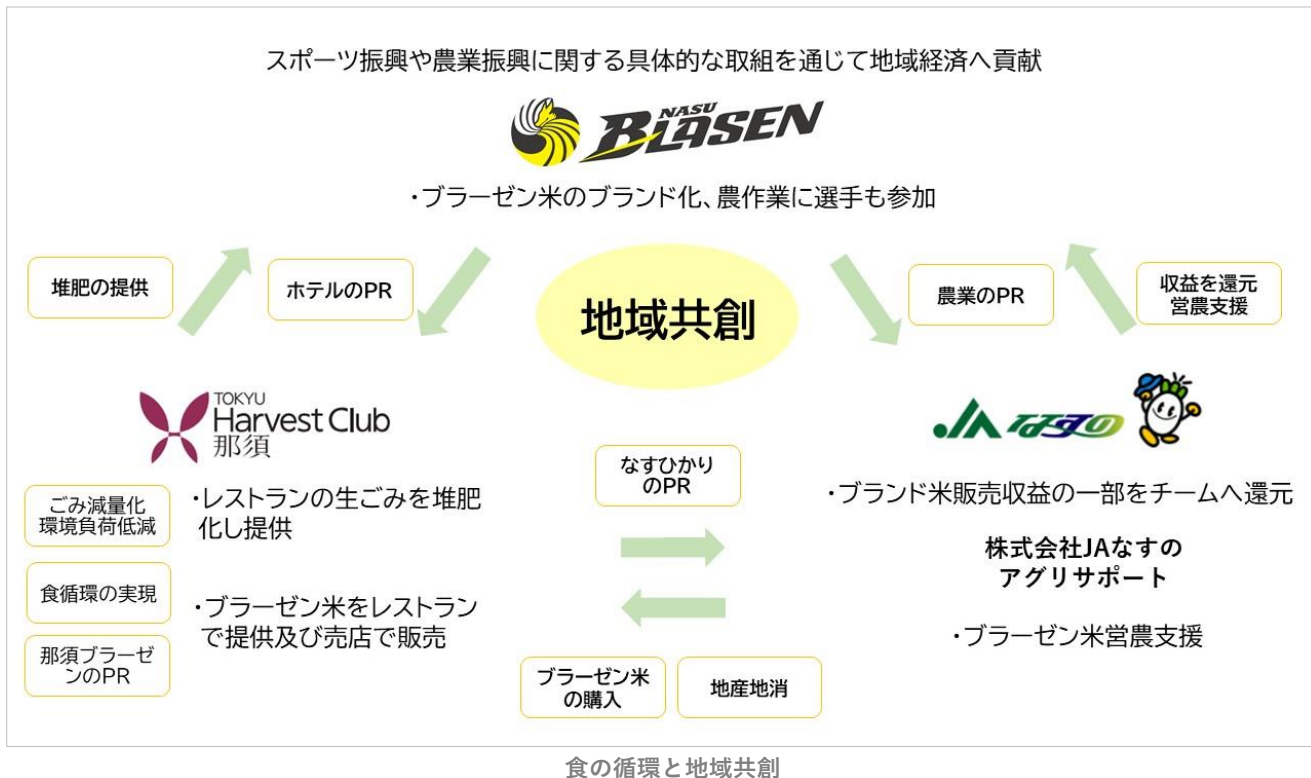 スポーツ振興や農業振興に関する具体的な取組を通じて地域経済へ貢献
NASU
BLASEN
・ブラーゼン米のブランド化、農作業に選手も参加
堆肥の提供
ホテルのPR
地域共創
農業のPR
収益を還元
営農支援
TOKYU
Harvest Club
那須
JAなすの
なすひかり
のPR
ごみ減量化
環境負荷低減
・レストランの生ごみを堆肥
化し提供
・ブランド米販売収益の一部をチームへ還元
株式会社JAなすの
アグリサポート
食循環の実現
・ブラーゼン米をレストラン
で提供及び売店で販売
・ブラーゼン米営農支援
那須ブラーゼ
ンのPR
ブラーゼン米
の購入
地産地消
食の循環と地域共創